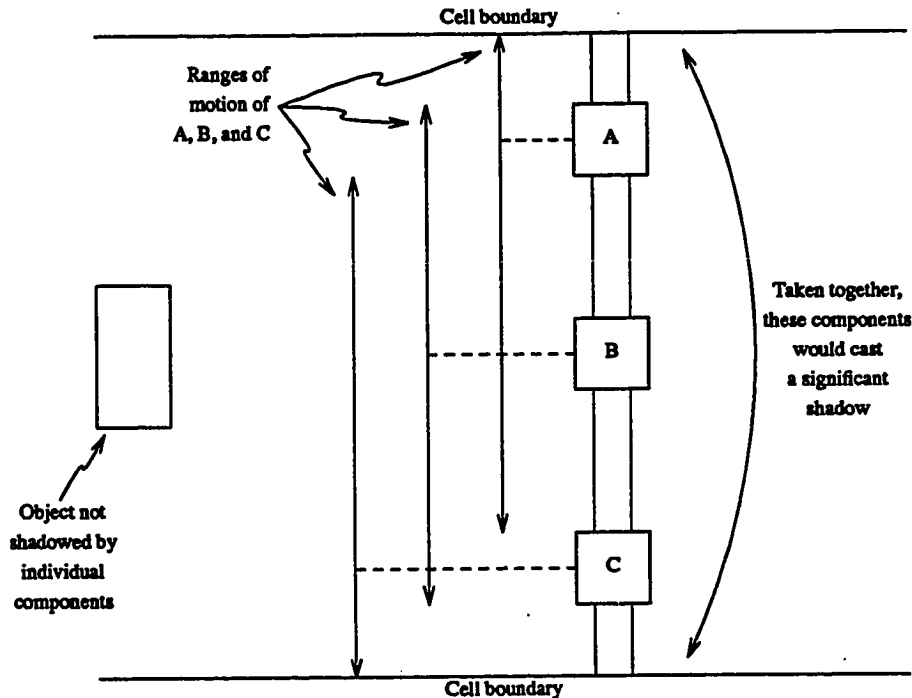 Cell boundary
Ranges of
motion of
A, B, and C
A
B
Taken together,
these components
would cast
a significant
shadow
Object not
shadowed by
individual
components
C
Cell boundary